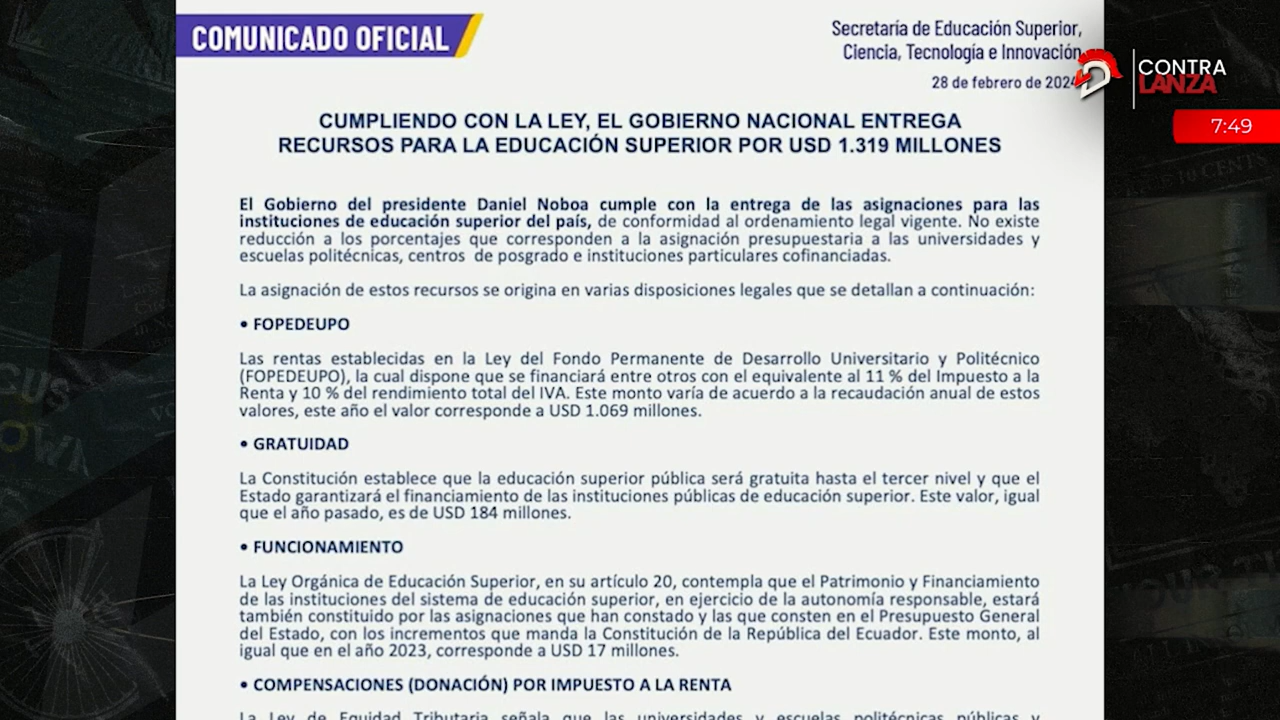 COMUNICADO OFICIAL
Secretaría de Educación Superior,
Ciencia, Tecnología e Innovación
28 de febrero de 2024
CONTRA
LANZA
7:49
CUMPLIENDO CON LA LEY, EL GOBIERNO NACIONAL ENTREGA
RECURSOS PARA LA EDUCACIÓN SUPERIOR POR USD 1.319 MILLONES
El Gobierno del presidente Daniel Noboa cumple con la entrega de las asignaciones para las
instituciones de educación superior del país, de conformidad al ordenamiento legal vigente. No existe
reducción a los porcentajes que corresponden a la asignación presupuestaria a las universidades y
escuelas politécnicas, centros de posgrado e instituciones particulares cofinanciadas.
La asignación de estos recursos se origina en varias disposiciones legales que se detallan a continuación:
• FOPEDEUPO
Las rentas establecidas en la Ley del Fondo Permanente de Desarrollo Universitario y Politécnico
(FOPEDEUPO), la cual dispone que se financiará entre otros con el equivalente al 11 % del Impuesto a la
Renta y 10 % del rendimiento total del IVA. Este monto varía de acuerdo a la recaudación anual de estos
valores, este año el valor corresponde a USD 1.069 millones.
• GRATUIDAD
La Constitución establece que la educación superior pública será gratuita hasta el tercer nivel y que el
Estado garantizará el financiamiento de las instituciones públicas de educación superior. Este valor, igual
que el año pasado, es de USD 184 millones.
• FUNCIONAMIENTO
La Ley Orgánica de Educación Superior, en su artículo 20, contempla que el Patrimonio y Financiamiento
de las instituciones del sistema de educación superior, en ejercicio de la autonomía responsable, estará
también constituido por las asignaciones que han constado y las que consten en el Presupuesto General
del Estado, con los incrementos que manda la Constitución de la República del Ecuador. Este monto, al
igual que en el año 2023, corresponde a USD 17 millones.
• COMPENSACIONES (DONACIÓN) POR IMPUESTO A LA RENTA
La Ley de Equidad Tributaria señala que las universidades y escuelas politécnicas públicas y